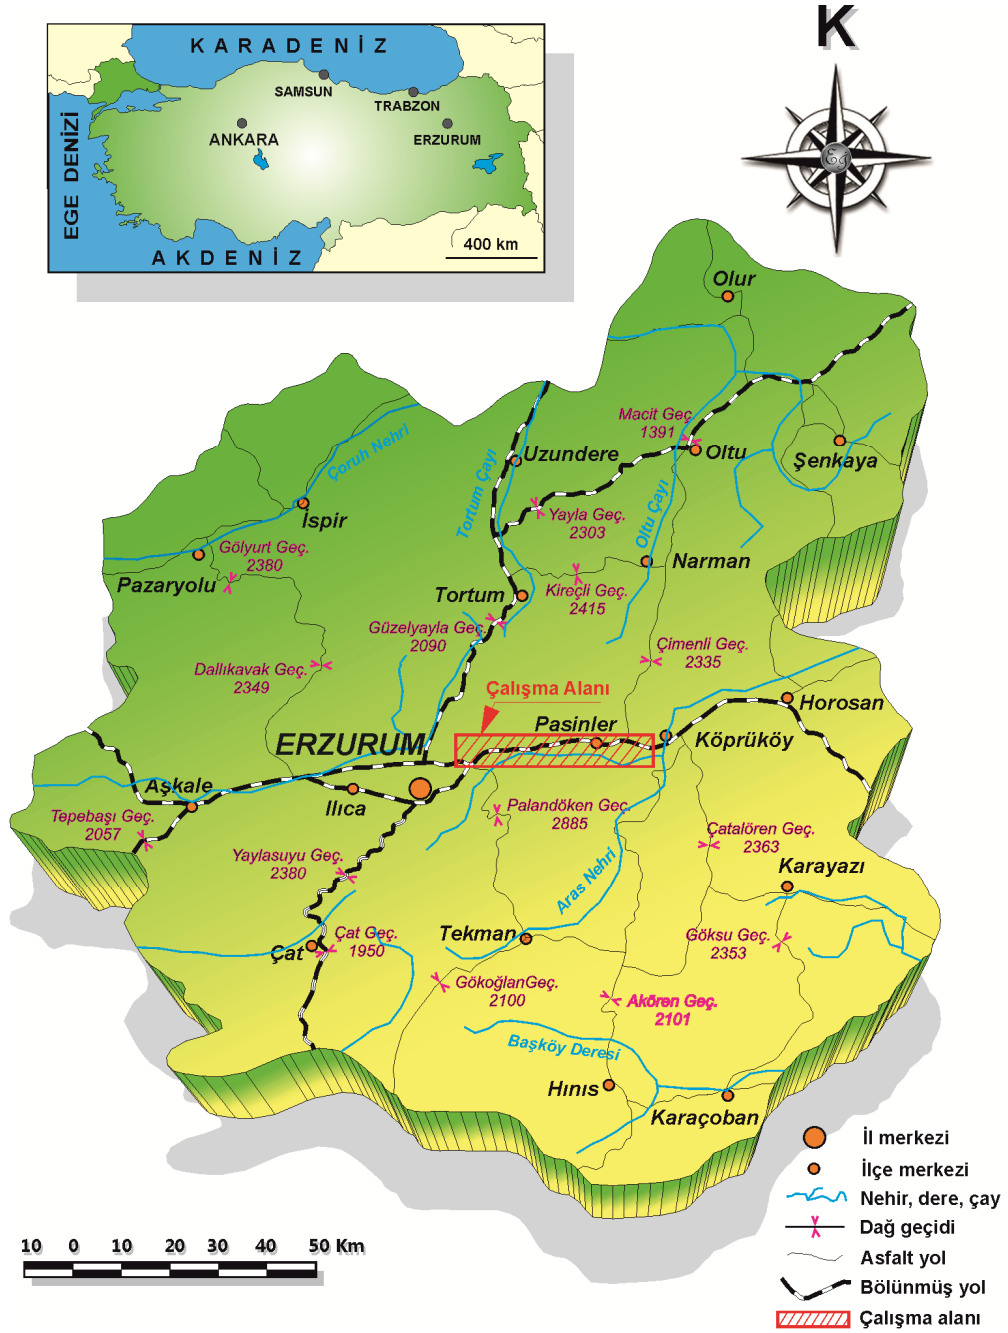 K
KARADENİZ
SAMSUN
TRABZON
ANKARA
ERZURUM
EGE DENİZİ
AKDENİZ
400 km
Olur
Macit Geç.
1391
Oltu
Şenkaya
Uzundere
Çoruh Nehri
Tortum Çayı
İspir
Yayla Geç.
2303
Oltu Çayı
Gölyurt Geç.
2380
Pazaryolu
Narman
Kireçli Geç.
2415
Tortum
Güzelyayla Geç.
2090
Çimenli Geç.
2335
Dallıkavak Geç.
2349
Çalışma Alanı
Horosan
Pasinler
Köprüköy
ERZURUM
Aşkale
Ilıca
Tepebaşı Geç.
2057
Palandöken Geç.
2885
Çatalören Geç.
2363
Yaylasuyu Geç.
2380
Karayazı
Aras Nehri
Tekman
Çat Geç.
1950
Çat
Göksu Geç.
2353
GökoğlanGeç.
2100
Akören Geç.
2101
Başköy Deresi
Hınıs
Karaçoban
İl merkezi
İlçe merkezi
Nehir, dere, çay
Dağ geçidi
Asfalt yol
Bölünmüş yol
Çalışma alanı
10 0 10 20 30 40 50 Km